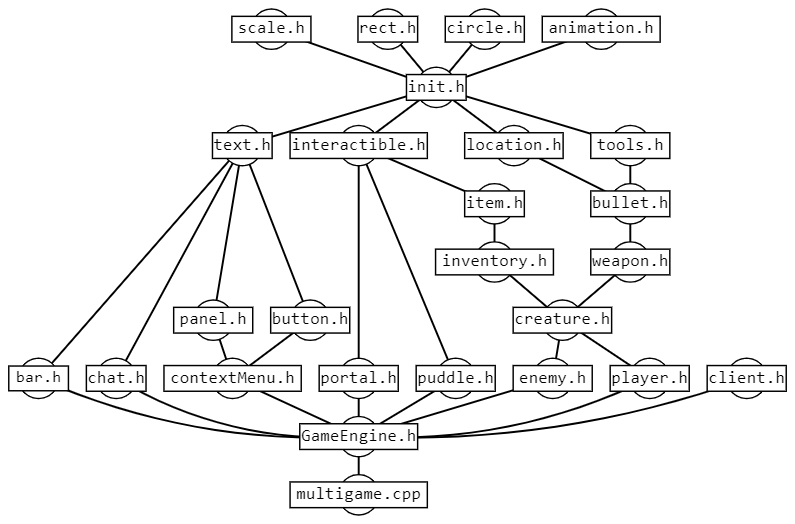 scale.h
rect.h
circle.h
animation.h
init.h
text.h
interactible.h
location.h
tools.h
item.h
bullet.h
inventory.h
weapon.h
panel.h
button.h
creature.h
bar.h
chat.h
contextMenu.h
portal.h
puddle.h
enemy.h
player.h
client.h
GameEngine.h
multigame.cpp